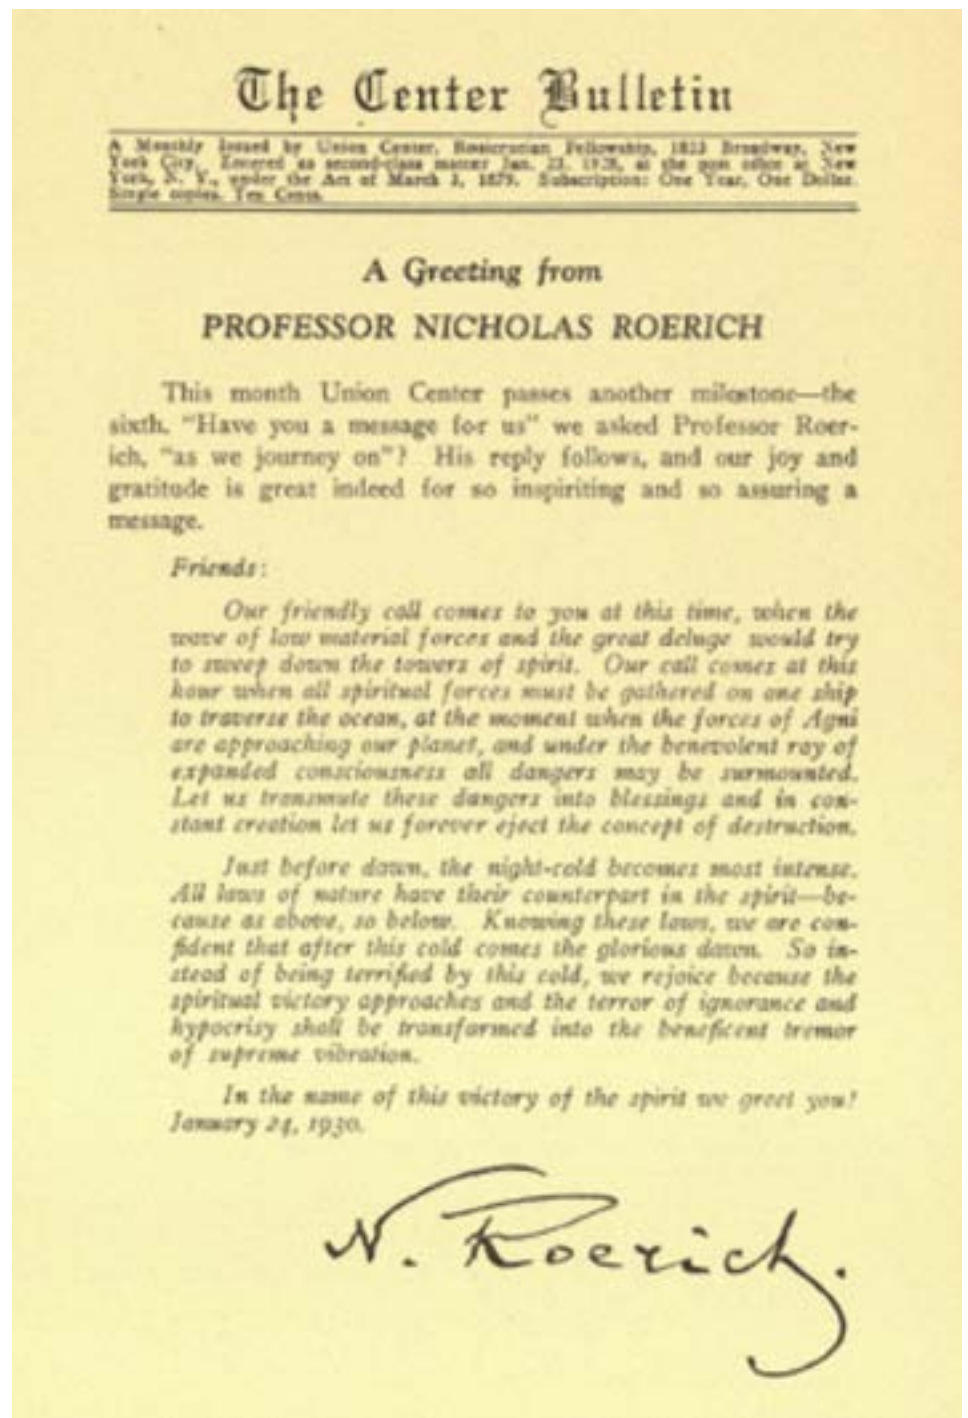 The Center Bulletin
A Monthly Issued by Union Center, Rosicrucian Fellowship, 1823 Broadway, New
York City. Entered as second-class matter Jan. 23, 1928, at the post office at New
York, N. Y., under the Act of March 3, 1879. Subscription: One Year, One Dollar.
Single copies, Ten Cents.
A Greeting from
PROFESSOR NICHOLAS ROERICH
This month Union Center passes another milestone—the
sixth. "Have you a message for us" we asked Professor Roer-
ich, "as we journey on"? His reply follows, and our joy and
gratitude is great indeed for so inspiriting and so assuring a
message.
Friends:
Our friendly call comes to you at this time, when the
wave of low material forces and the great deluge would try
to sweep down the towers of spirit. Our call comes at this
hour when all spiritual forces must be gathered on one ship
to traverse the ocean, at the moment when the forces of Agni
are approaching our planet, and under the benevolent ray of
expanded consciousness all dangers may be surmounted.
Let us transmute these dangers into blessings and in con-
stant creation let us forever eject the concept of destruction.
Just before dawn, the night-cold becomes most intense.
All laws of nature have their counterpart in the spirit—be-
cause as above, so below. Knowing these laws, we are con-
fident that after this cold comes the glorious dawn. So in-
stead of being terrified by this cold, we rejoice because the
spiritual victory approaches and the terror of ignorance and
hypocrisy shall be transformed into the beneficent tremor
of supreme vibration.
In the name of this victory of the spirit we greet you!
January 24, 1930.
N. Roerich.